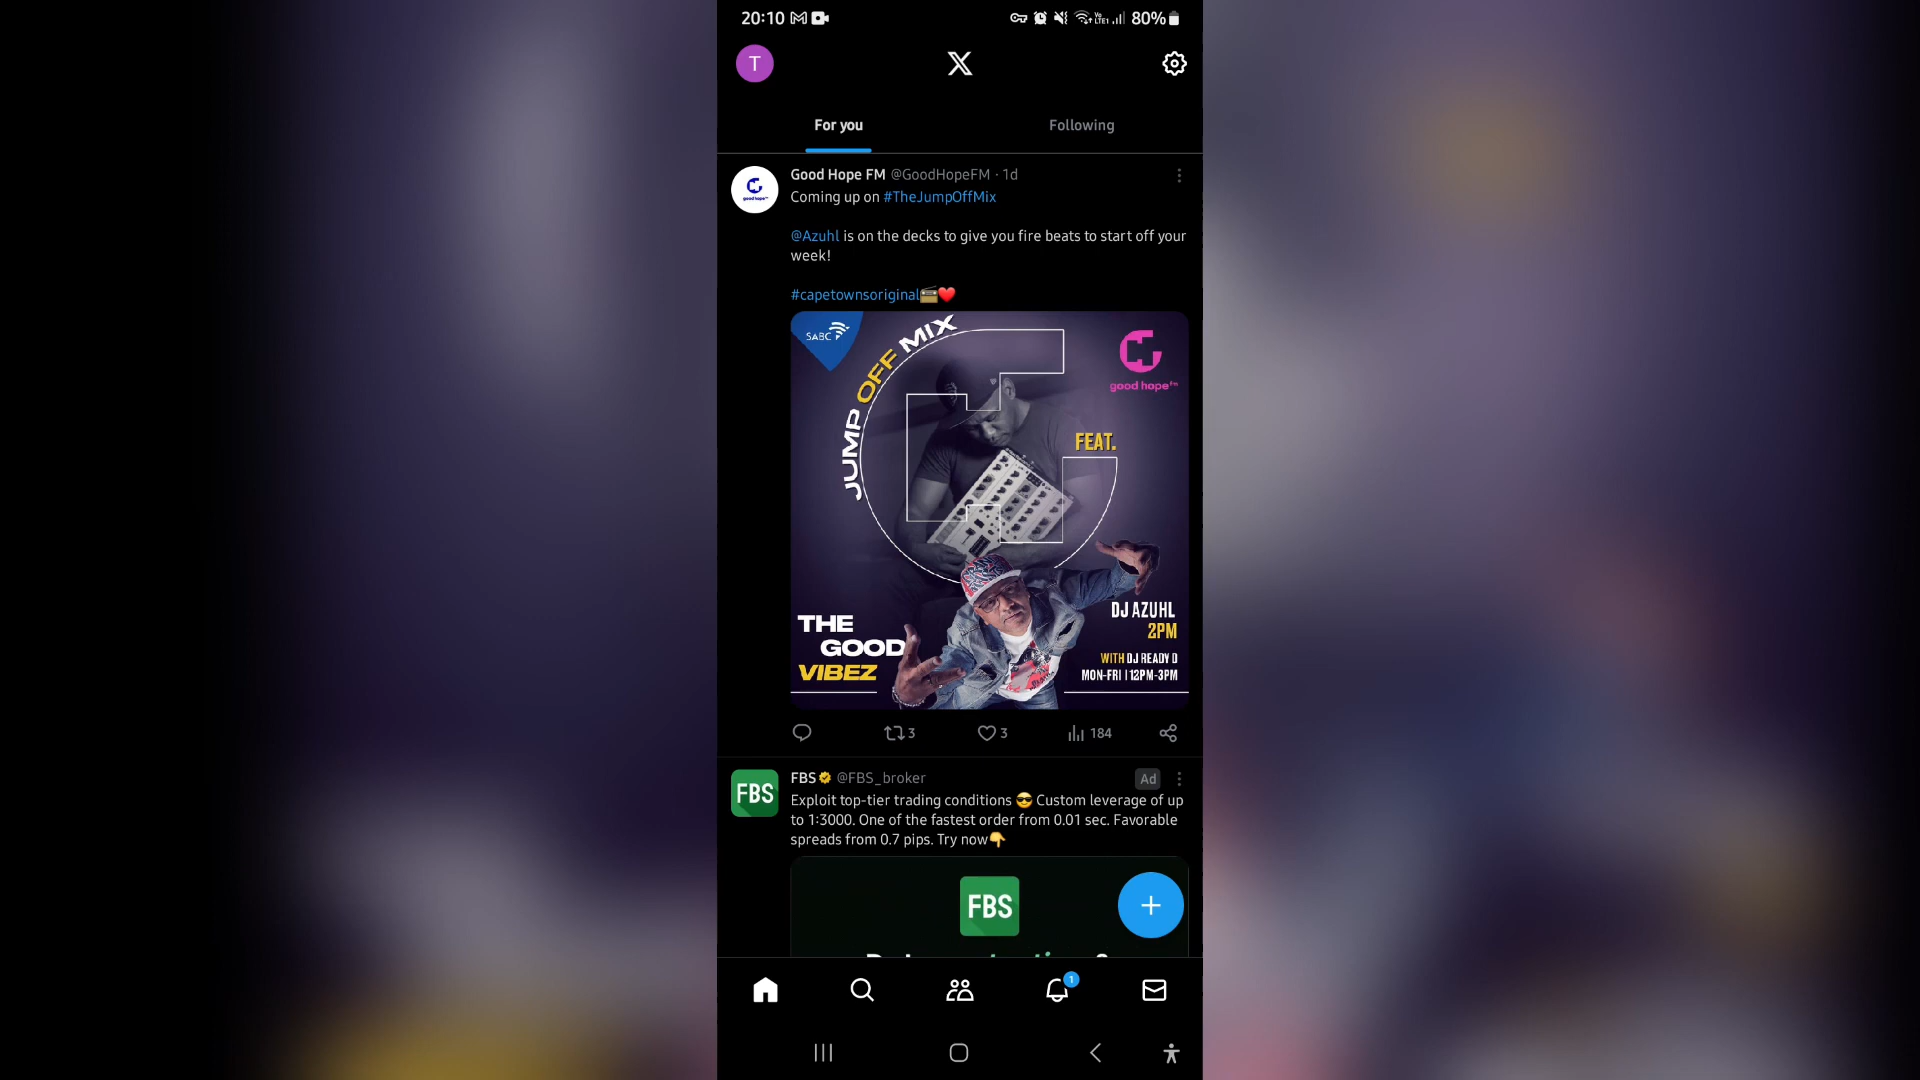 20:10 80%
T
For you Following
Good Hope FM @GoodHopeFM · 1d
Coming up on #TheJumpOffMix
@Azuhl is on the decks to give you fire beats to start off your
week!
#capetownsoriginal📻❤️
SABC
JUMP OFF MIX
good hope fm
FEAT.
DJ AZUHL
2PM
THE
GOOD
VIBEZ
WITH DJ READY D
MON-FRI | 12PM-3PM
3 3 184
FBS @FBS_broker Ad
Exploit top-tier trading conditions 😎 Custom leverage of up
to 1:3000. One of the fastest order from 0.01 sec. Favorable
spreads from 0.7 pips. Try now👇
FBS
FBS
1